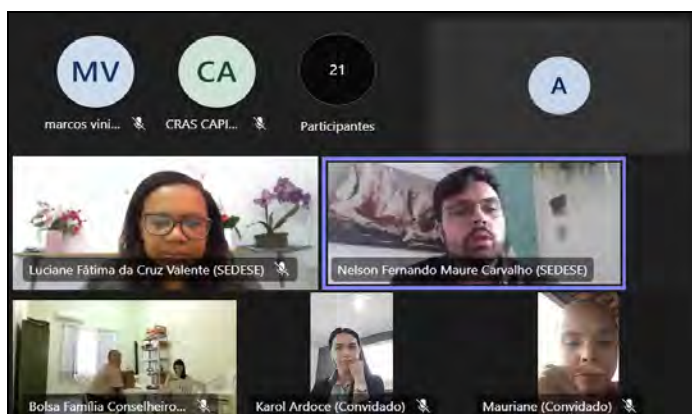 MV
CA
21
A
marcos vini...
CRAS CAPI...
Participantes
Luciane Fátima da Cruz Valente (SEDESE)
Nelson Fernando Maure Carvalho (SEDESE)
Bolsa Família Conselheiro...
Karol Ardoce (Convidado)
Mauriane (Convidado)